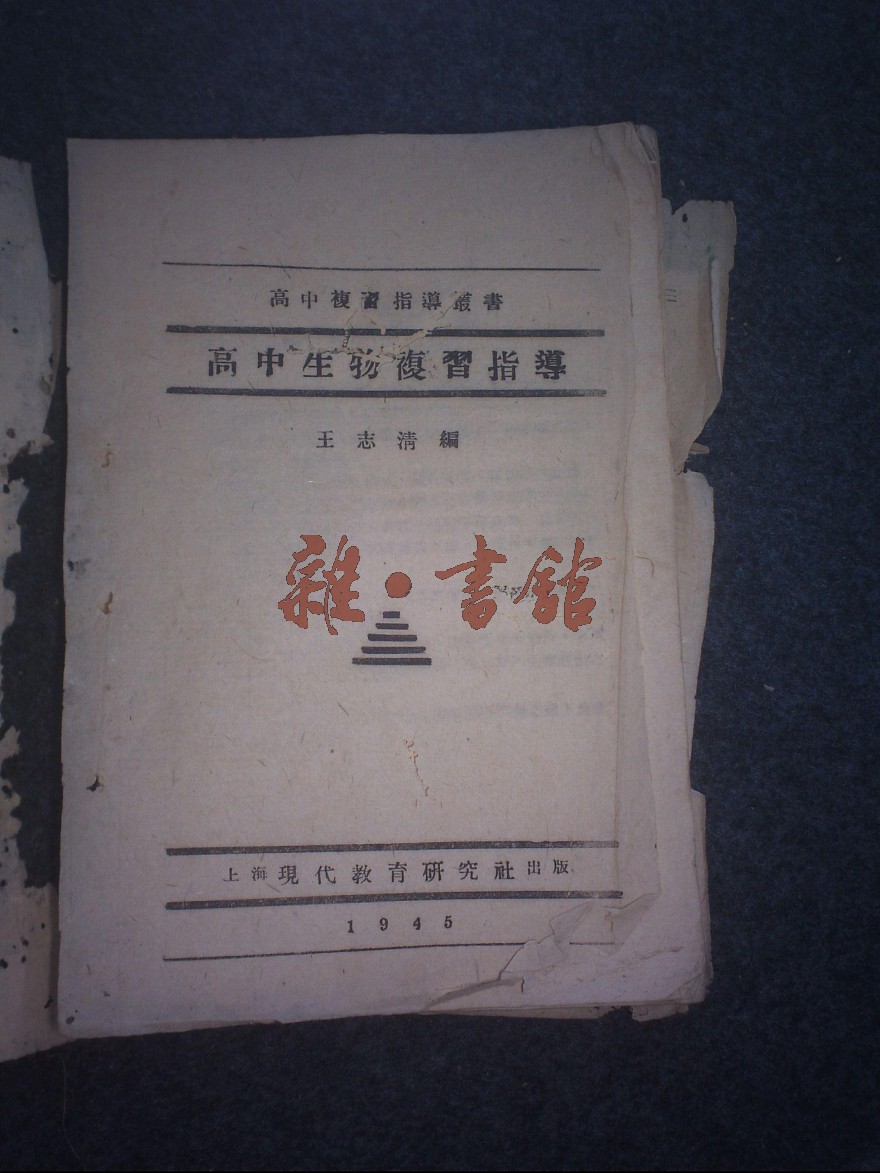 高中複習指導叢書
高中生物複習指導
王志清編
雜·書館
上海現代教育研究社出版
1945